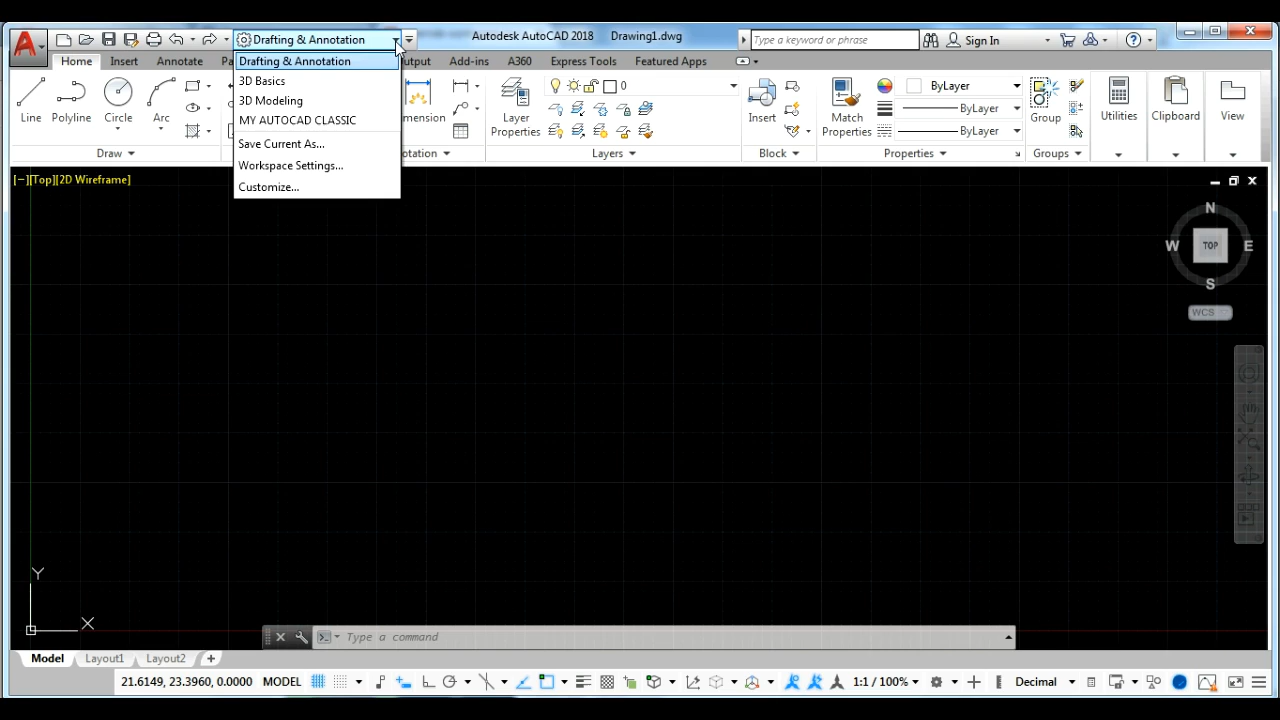 Drafting & Annotation
Autodesk AutoCAD 2018 Drawing1.dwg
Type a keyword or phrase
Sign In
Home Insert Annotate Pa
Drafting & Annotation
3D Basics
3D Modeling
MY AUTOCAD CLASSIC
Save Current As...
Workspace Settings...
Customize...
utput Add-ins A360 Express Tools Featured Apps
Line Polyline Circle Arc
Draw
mension
otation
Layer
Properties
0
Layers
Insert
Block
Match
Properties
ByLayer
ByLayer
ByLayer
Properties
Group
Groups
Utilities
Clipboard
View
[−][Top][2D Wireframe]
N
W TOP E
S
WCS
Y
X
Type a command
Model Layout1 Layout2 +
21.6149, 23.3960, 0.0000 MODEL 1:1 / 100% Decimal